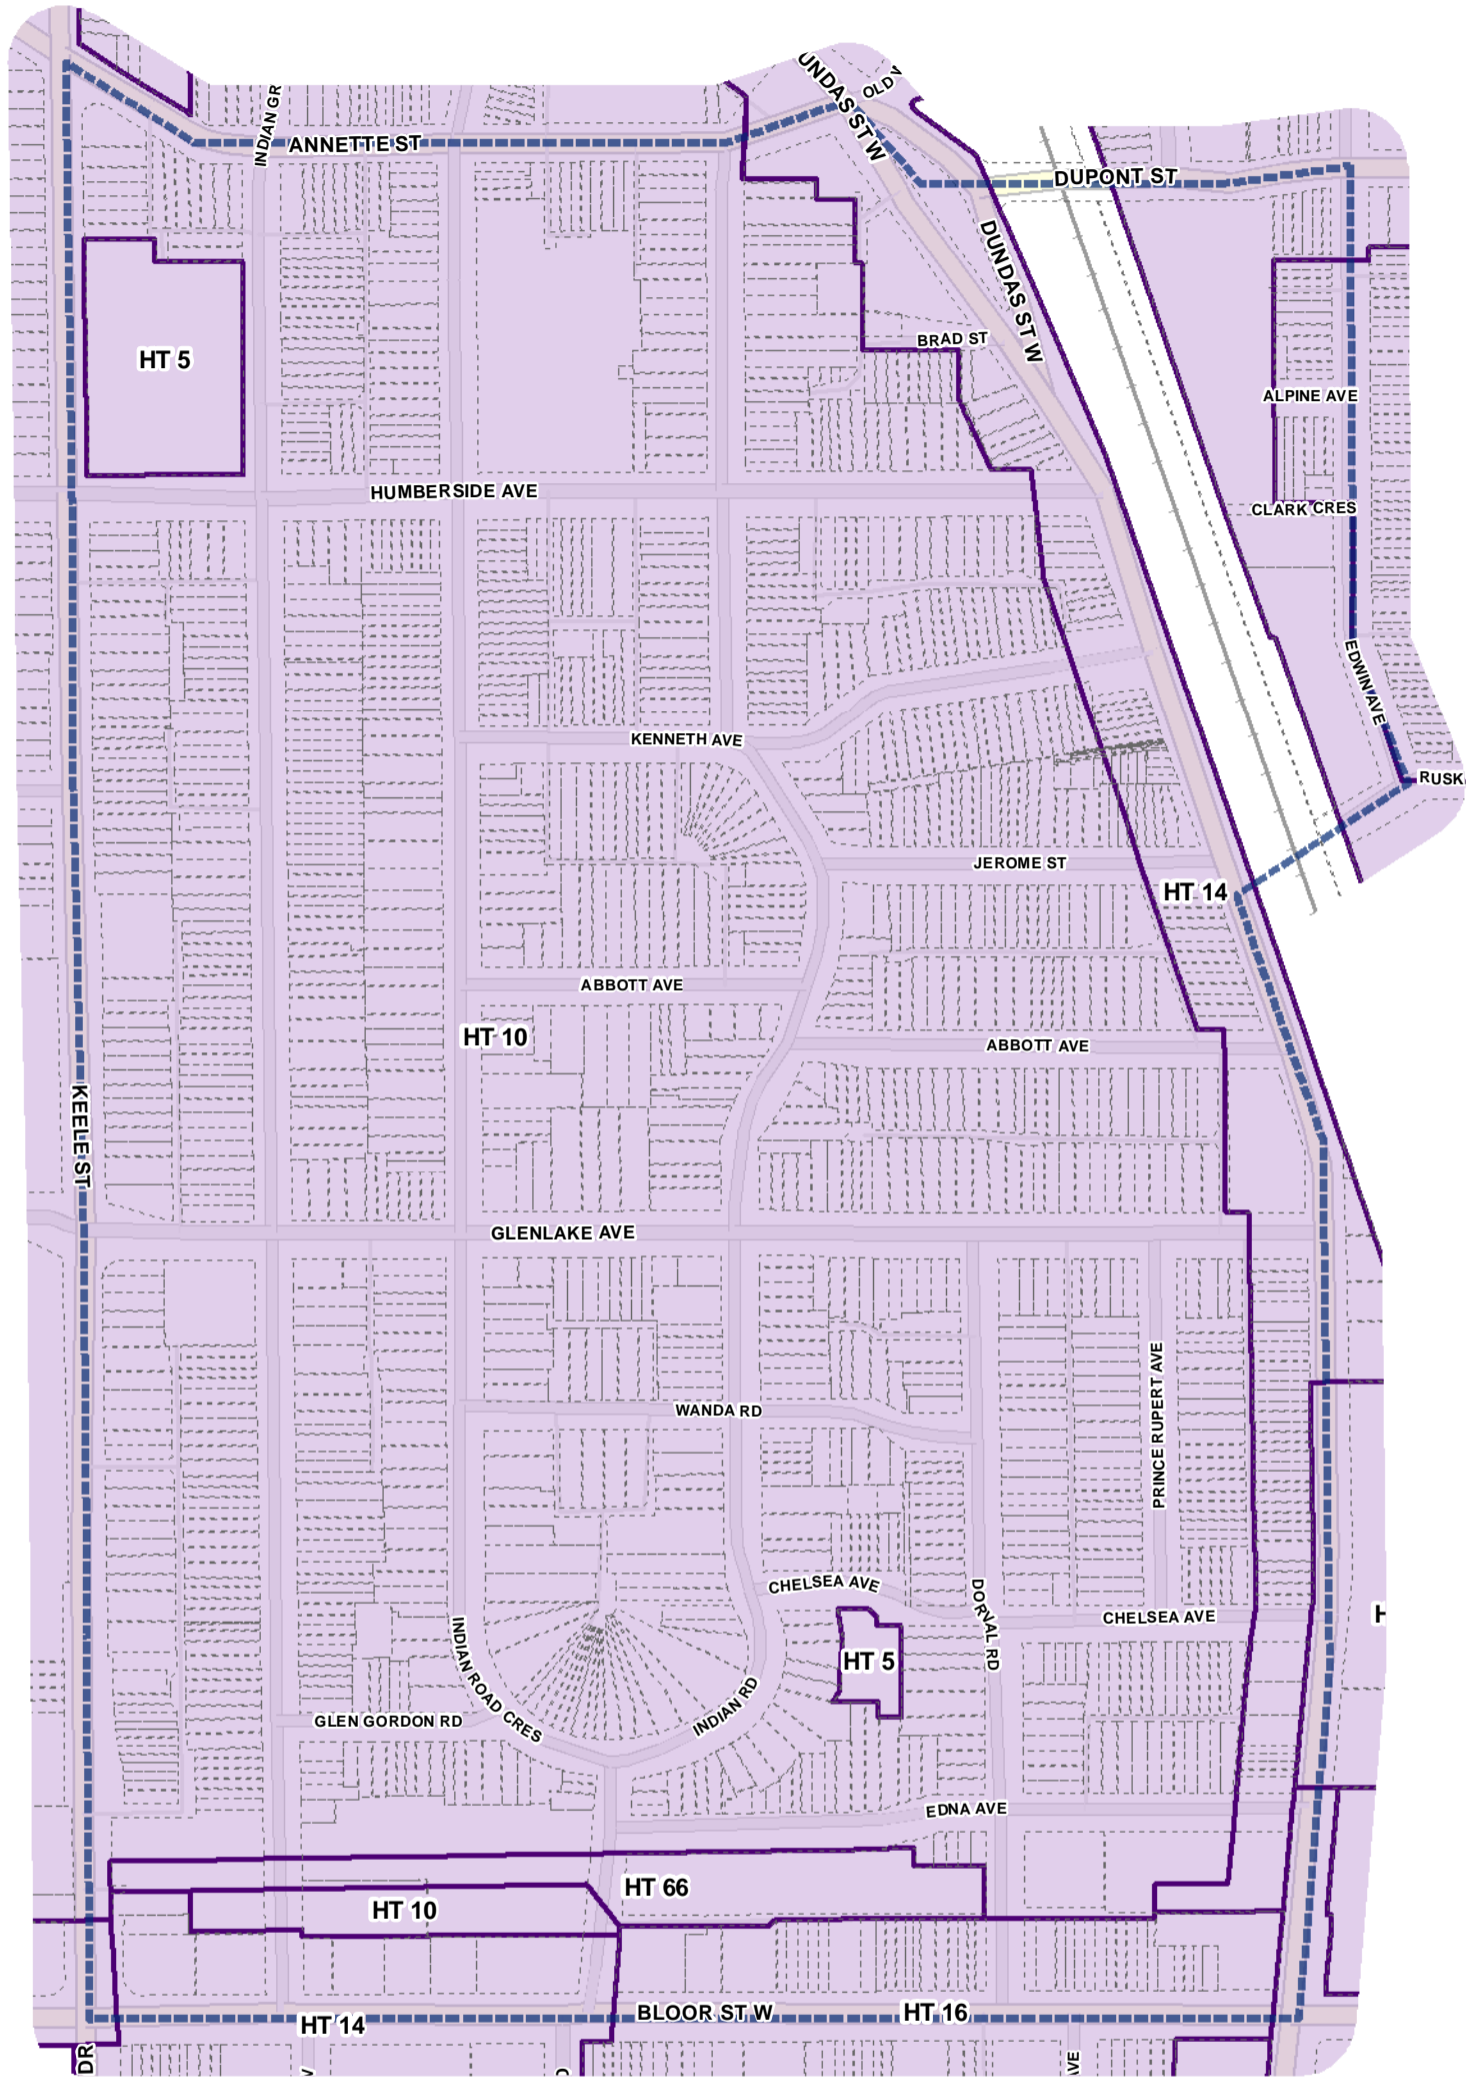 UNDAS ST W
OLD
INDIAN GR
ANNETTE ST
DUPONT ST
DUNDAS ST W
BRAD ST
HT 5
ALPINE AVE
HUMBERSIDE AVE
CLARK CRES
EDWIN AVE
KENNETH AVE
RUSK
JEROME ST
HT 14
ABBOTT AVE
HT 10
ABBOTT AVE
KEELE ST
GLENLAKE AVE
WANDA RD
PRINCE RUPERT AVE
CHELSEA AVE
DORVAL RD
CHELSEA AVE
HT 5
INDIAN ROAD CRES
INDIAN RD
GLEN GORDON RD
EDNA AVE
HT 66
HT 10
BLOOR ST W
HT 16
HT 14
DR
AVE